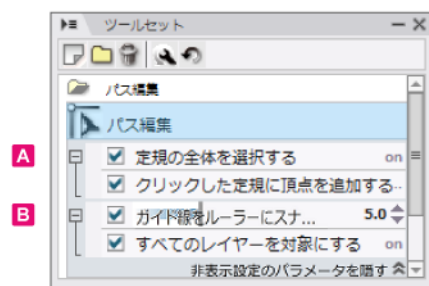 ツールセット
パス編集
パス編集
A
定規の全体を選択する on
クリックした定規に頂点を追加する..
B
ガイド線をルーラーにスナ... 5.0
すべてのレイヤーを対象にする on
非表示設定のパラメータを隠す